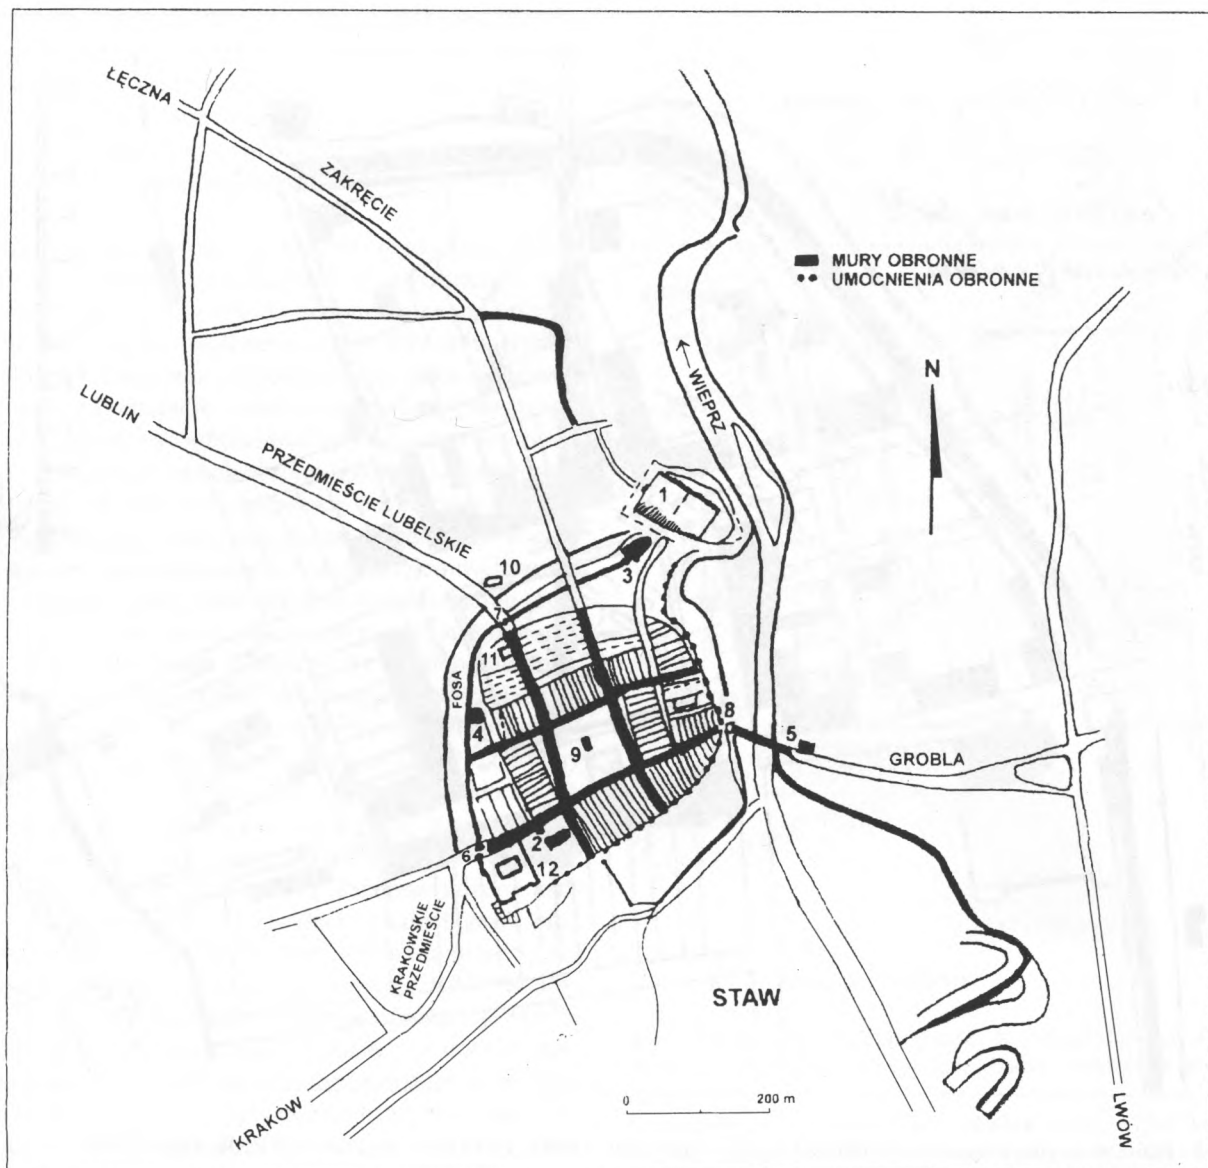 ŁĘCZNA
ZAKRĘCIE
MURY OBRONNE
UMOCNIENIA OBRONNE
← WIEPRZ
N
LUBLIN
PRZEDMIEŚCIE LUBELSKIE
1
10
3
7
11
FOSA
4
8
9
5
GROBLA
2
6
12
KRAKOWSKIE
PRZEDMIEŚCIE
STAW
0 200 m
KRAKÓW
LWÓW